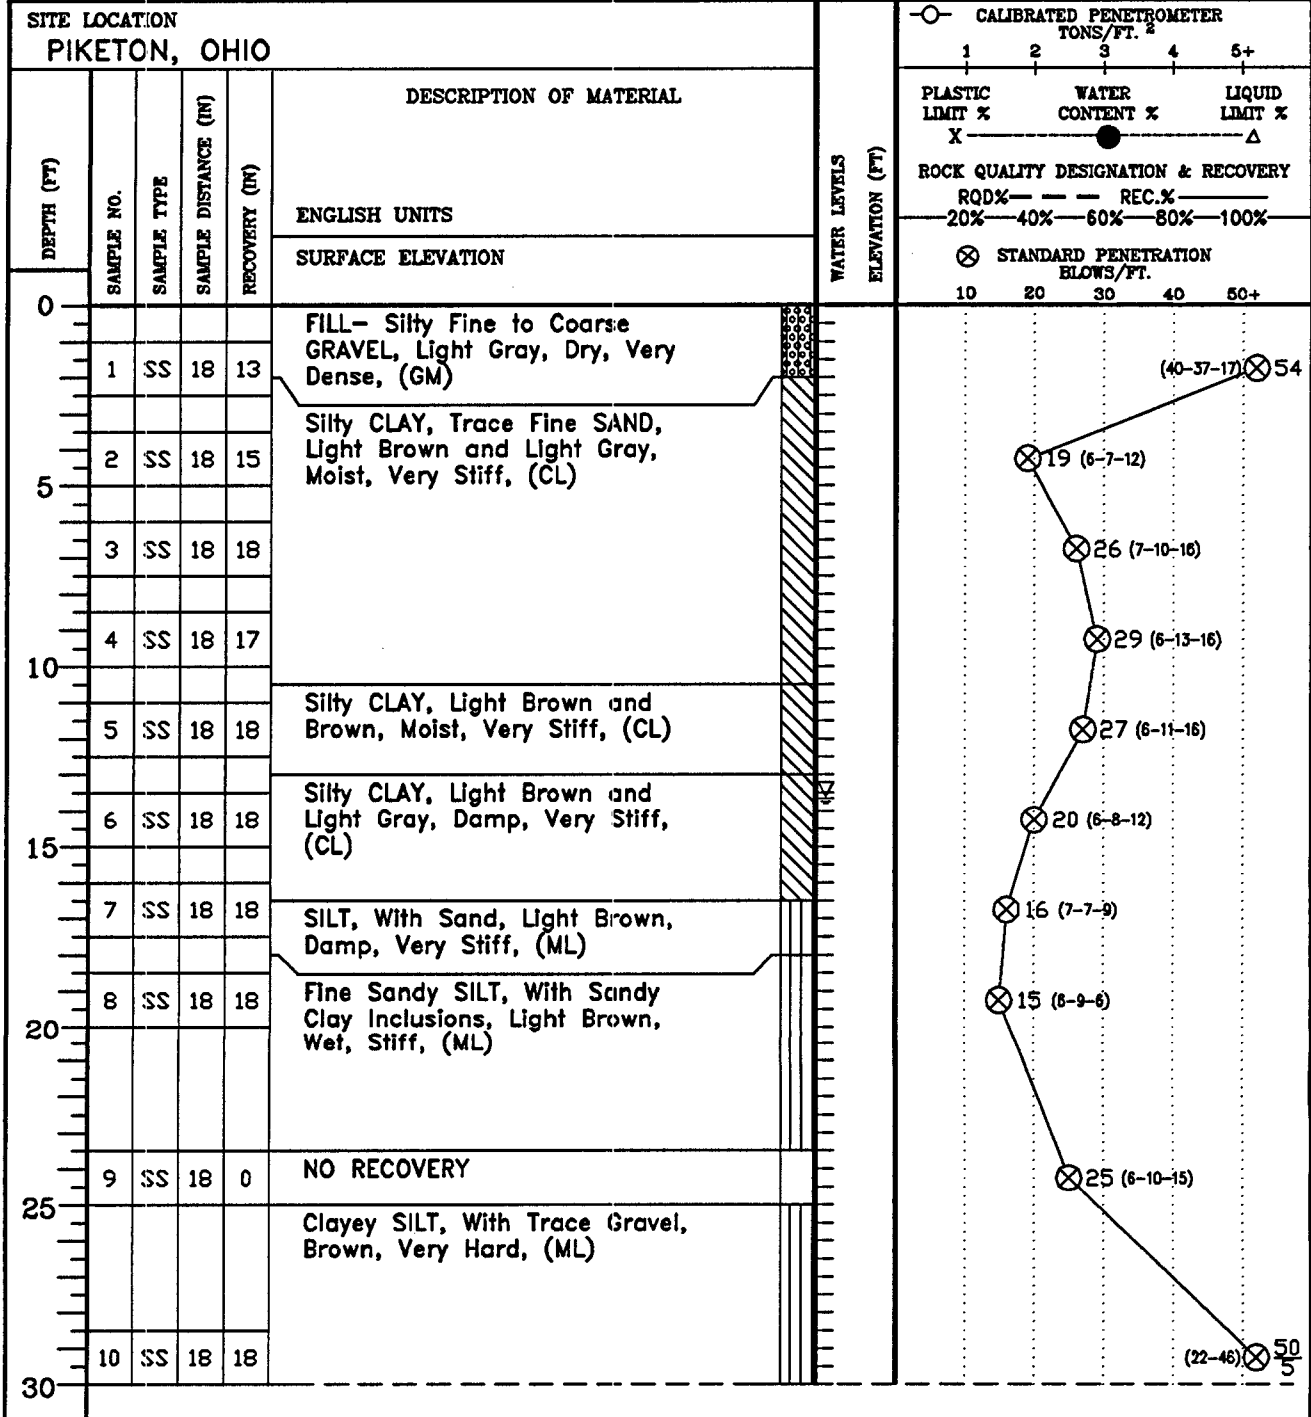 SITE LOCATION
PIKETON, OHIO
DEPTH (FT)
SAMPLE NO.
SAMPLE TYPE
SAMPLE DISTANCE (IN)
RECOVERY (IN)
DESCRIPTION OF MATERIAL
ENGLISH UNITS
SURFACE ELEVATION
WATER LEVELS
ELEVATION (FT)
CALIBRATED PENETROMETER
TONS/FT. 2
1 2 3 4 5+
PLASTIC WATER LIQUID
LIMIT % CONTENT % LIMIT %
X Δ
ROCK QUALITY DESIGNATION & RECOVERY
RQD% — — — REC.% ———
20% 40% 60% 80% 100%
STANDARD PENETRATION
BLOWS/FT.
10 20 30 40 50+
0
FILL- Silty Fine to Coarse
GRAVEL, Light Gray, Dry, Very
Dense, (GM)
1 SS 18 13
(40-37-17) 54
Silty CLAY, Trace Fine SAND,
Light Brown and Light Gray,
Moist, Very Stiff, (CL)
2 SS 18 15
19 (6-7-12)
5
3 SS 18 18
26 (7-10-16)
4 SS 18 17
29 (6-13-16)
10
Silty CLAY, Light Brown and
Brown, Moist, Very Stiff, (CL)
5 SS 18 18
27 (6-11-16)
Silty CLAY, Light Brown and
Light Gray, Damp, Very Stiff,
(CL)
6 SS 18 18
20 (6-8-12)
15
7 SS 18 18
16 (7-7-9)
SILT, With Sand, Light Brown,
Damp, Very Stiff, (ML)
8 SS 18 18
15 (6-9-6)
Fine Sandy SILT, With Sandy
Clay Inclusions, Light Brown,
Wet, Stiff, (ML)
20
NO RECOVERY
9 SS 18 0
25 (6-10-15)
25
Clayey SILT, With Trace Gravel,
Brown, Very Hard, (ML)
10 SS 18 18
(22-46) 50
5
30